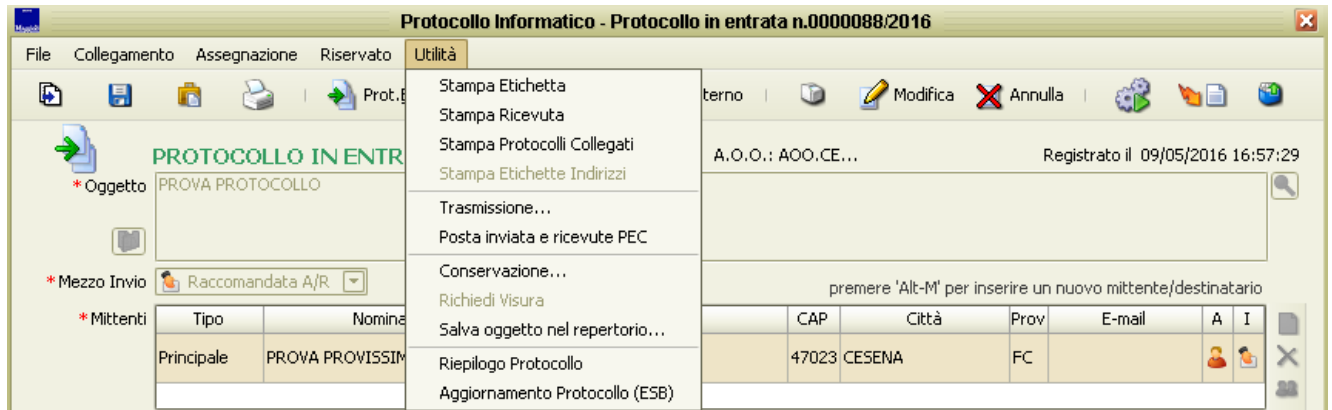 Maggioli
Protocollo Informatico - Protocollo in entrata n.0000088/2016
File Collegamento Assegnazione Riservato Utilità
Prot. terno Modifica Annulla
Stampa Etichetta
Stampa Ricevuta
Stampa Protocolli Collegati
Stampa Etichette Indirizzi
Trasmissione...
Posta inviata e ricevute PEC
Conservazione...
Richiedi Visura
Salva oggetto nel repertorio...
Riepilogo Protocollo
Aggiornamento Protocollo (ESB)
PROTOCOLLO IN ENTR A.O.O.: AOO.CE... Registrato il 09/05/2016 16:57:29
*Oggetto PROVA PROTOCOLLO
*Mezzo Invio Raccomandata A/R premere 'Alt-M' per inserire un nuovo mittente/destinatario
*Mittenti Tipo Nomina CAP Città Prov E-mail A I
Principale PROVA PROVISSIM 47023 CESENA FC